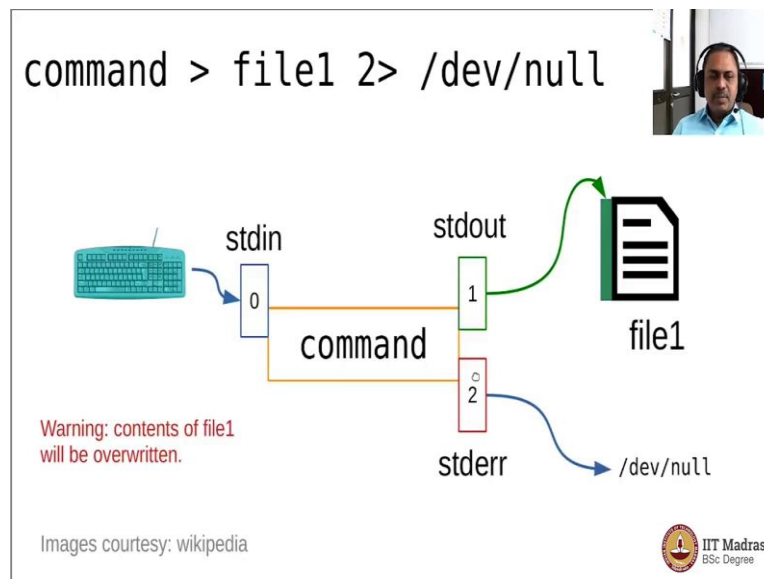 command > file1 2> /dev/null
stdin
stdout
0
1
command
file1
2
Warning: contents of file1
will be overwritten.
stderr
/dev/null
Images courtesy: wikipedia
IIT Madras
BSc Degree